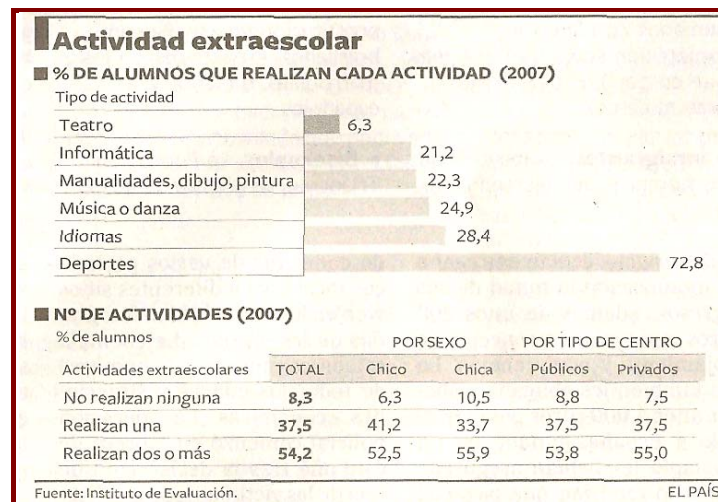 Actividad extraescolar
% DE ALUMNOS QUE REALIZAN CADA ACTIVIDAD (2007)
Tipo de actividad
Teatro 6,3
Informática 21,2
Manualidades, dibujo, pintura 22,3
Música o danza 24,9
Idiomas 28,4
Deportes 72,8
Nº DE ACTIVIDADES (2007)
% de alumnos POR SEXO POR TIPO DE CENTRO
Actividades extraescolares TOTAL Chico Chica Públicos Privados
No realizan ninguna 8,3 6,3 10,5 8,8 7,5
Realizan una 37,5 41,2 33,7 37,5 37,5
Realizan dos o más 54,2 52,5 55,9 53,8 55,0
Fuente: Instituto de Evaluación. EL PAÍS